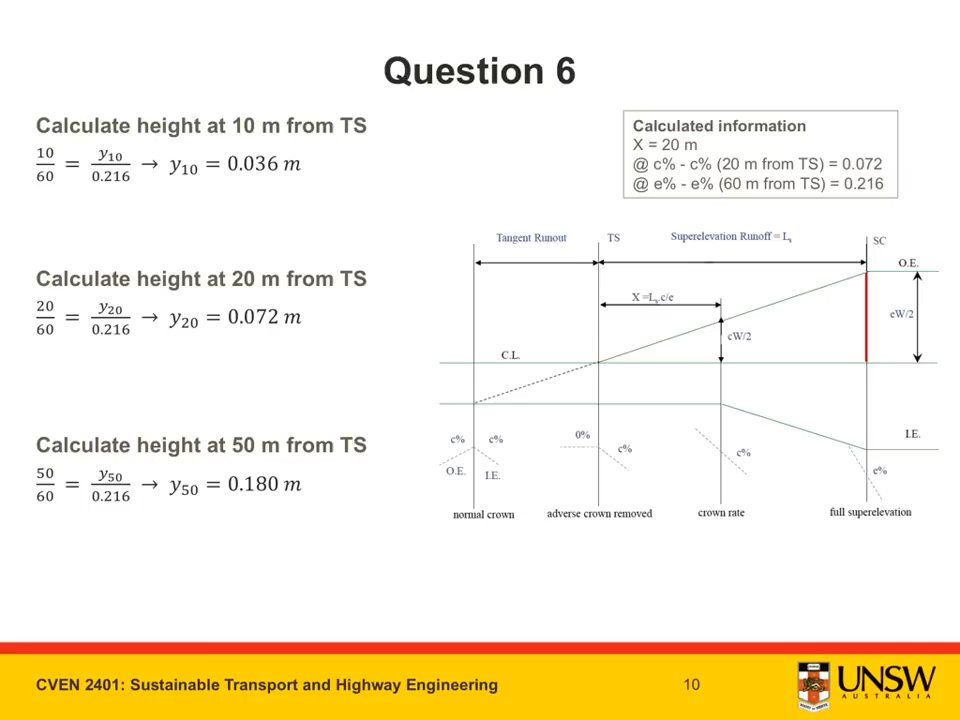 Question 6
Calculate height at 10 m from TS
10/60 = y₁₀/0.216 → y₁₀ = 0.036 m
Calculate height at 20 m from TS
20/60 = y₂₀/0.216 → y₂₀ = 0.072 m
Calculate height at 50 m from TS
50/60 = y₅₀/0.216 → y₅₀ = 0.180 m
Calculated information
X = 20 m
@ c% - c% (20 m from TS) = 0.072
@ e% - e% (60 m from TS) = 0.216
Tangent Runout
TS
Superelevation Runoff = Lₛ
SC
O.E.
X =Lₛ.c/e
eW/2
cW/2
C.L.
I.E.
c%
c%
0%
c%
c%
e%
O.E.
I.E.
normal crown
adverse crown removed
crown rate
full superelevation
CVEN 2401: Sustainable Transport and Highway Engineering
10
UNSW
AUSTRALIA